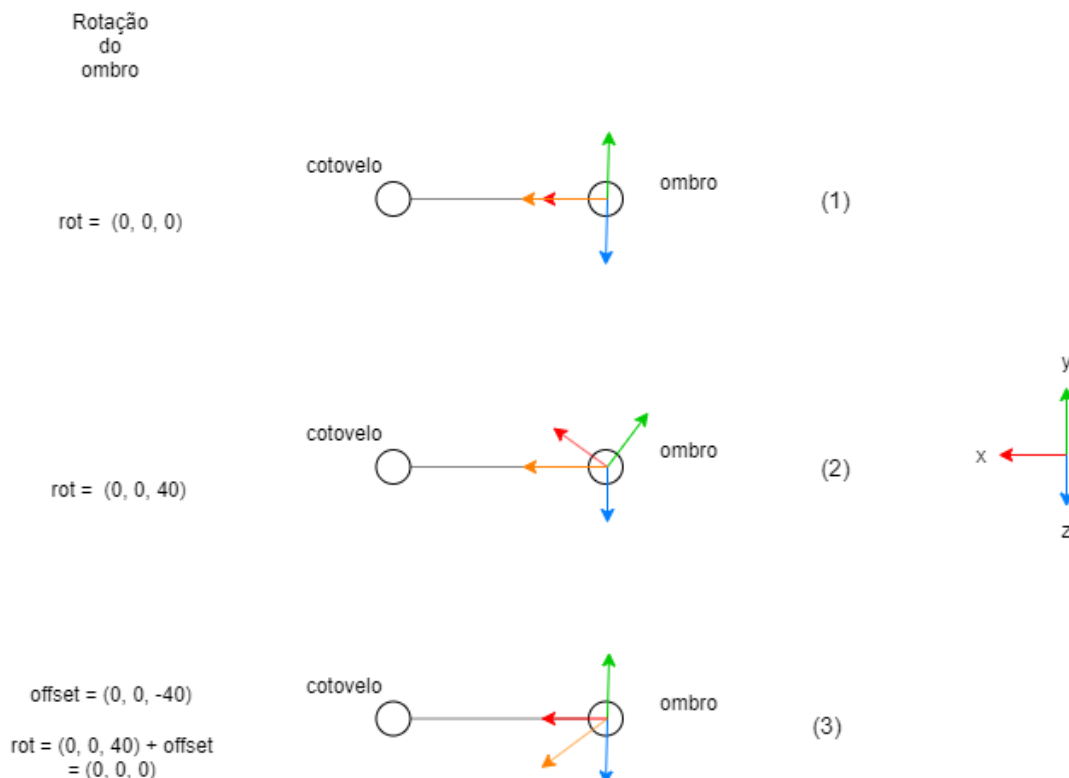 Rotação
do
ombro
cotovelo
ombro
rot =  (0, 0, 0)
(1)
cotovelo
ombro
rot =  (0, 0, 40)
(2)
y
x
z
offset = (0, 0, -40)
rot = (0, 0, 40) + offset
= (0, 0, 0)
cotovelo
ombro
(3)